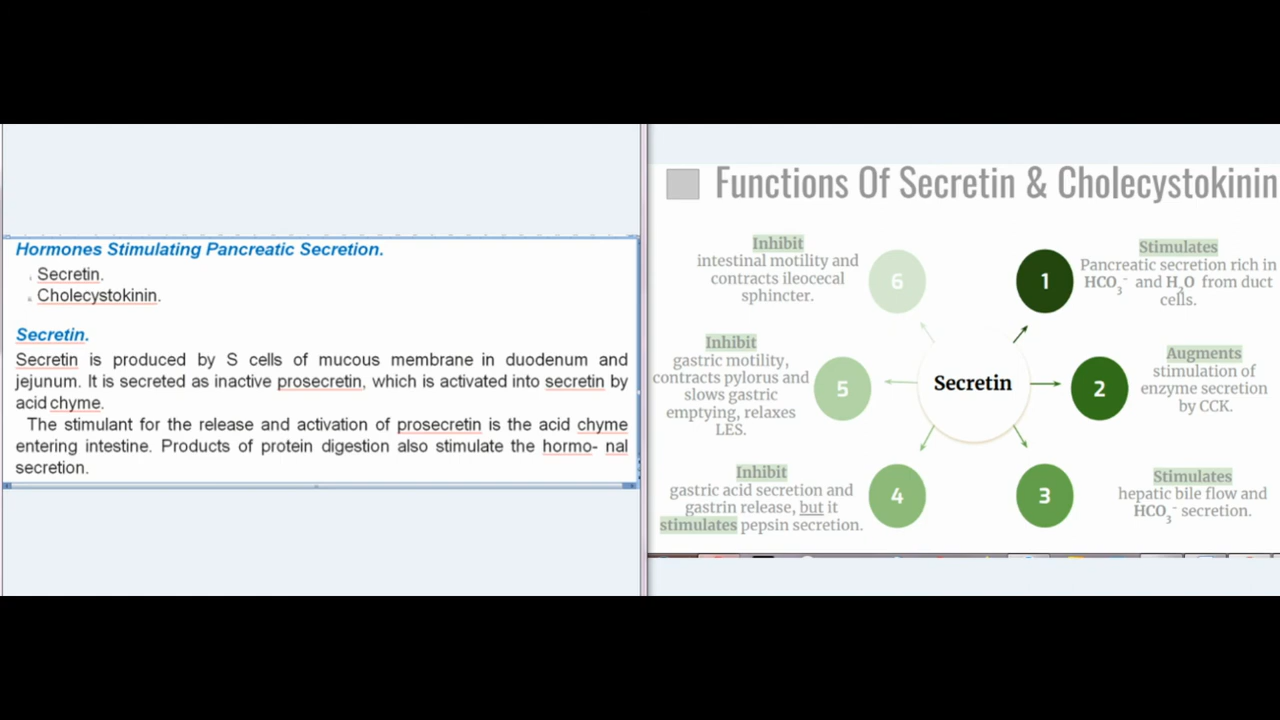 Hormones Stimulating Pancreatic Secretion.
Secretin.
Cholecystokinin.
Secretin.
Secretin is produced by S cells of mucous membrane in duodenum and
jejunum. It is secreted as inactive prosecretin, which is activated into secretin by
acid chyme.
The stimulant for the release and activation of prosecretin is the acid chyme
entering intestine. Products of protein digestion also stimulate the hormo- nal
secretion.
Functions Of Secretin & Cholecystokinin
Secretin
1
Stimulates
Pancreatic secretion rich in
HCO3- and H2O from duct
cells.
2
Augments
stimulation of
enzyme secretion
by CCK.
3
Stimulates
hepatic bile flow and
HCO3- secretion.
4
Inhibit
gastric acid secretion and
gastrin release, but it
stimulates pepsin secretion.
5
Inhibit
gastric motility,
contracts pylorus and
slows gastric
emptying, relaxes
LES.
6
Inhibit
intestinal motility and
contracts ileocecal
sphincter.